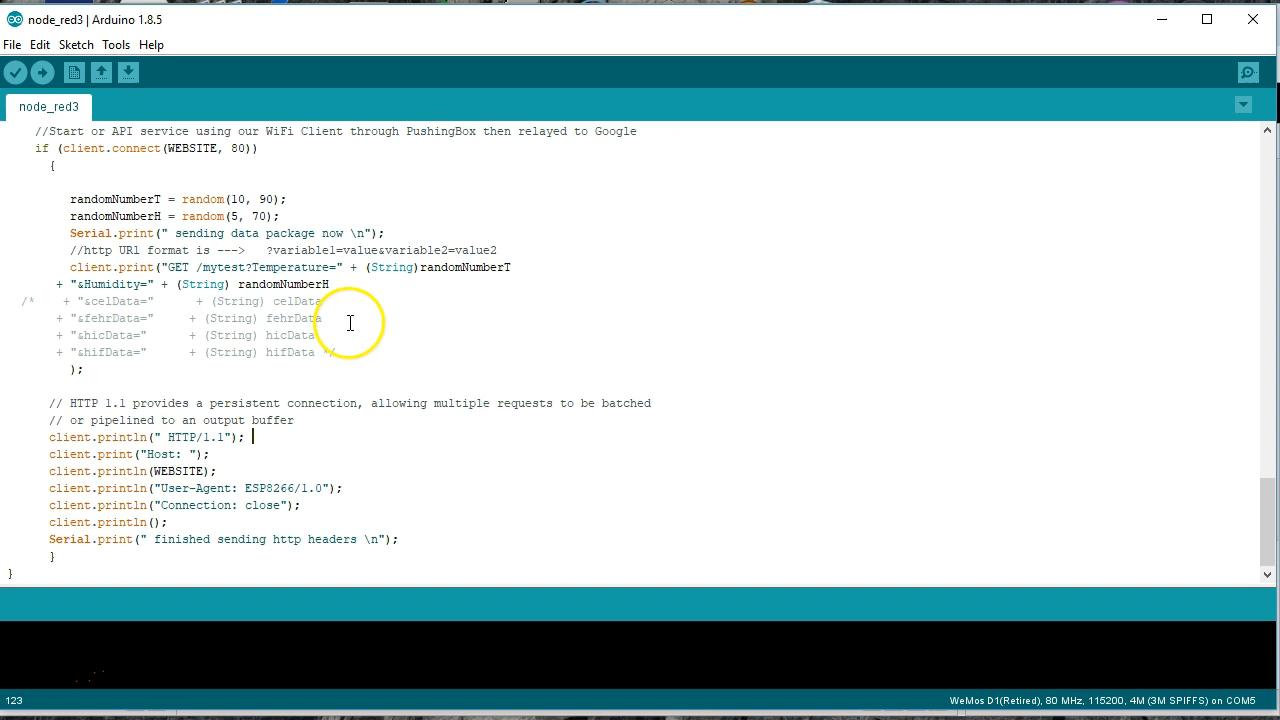 node_red3 | Arduino 1.8.5
File Edit Sketch Tools Help
node_red3
//Start or API service using our WiFi Client through PushingBox then relayed to Google
if (client.connect(WEBSITE, 80))
{
randomNumberT = random(10, 90);
randomNumberH = random(5, 70);
Serial.print(" sending data package now \n");
//http URl format is ---> ?variable1=value&variable2=value2
client.print("GET /mytest?Temperature=" + (String)randomNumberT
+ "&Humidity=" + (String) randomNumberH
/* + "&celData=" + (String) celData
+ "&fehrData=" + (String) fehrData
+ "&hicData=" + (String) hicData
+ "&hifData=" + (String) hifData */
);
// HTTP 1.1 provides a persistent connection, allowing multiple requests to be batched
// or pipelined to an output buffer
client.println(" HTTP/1.1");
client.print("Host: ");
client.println(WEBSITE);
client.println("User-Agent: ESP8266/1.0");
client.println("Connection: close");
client.println();
Serial.print(" finished sending http headers \n");
}
}
123
WeMos D1(Retired), 80 MHz, 115200, 4M (3M SPIFFS) on COM5